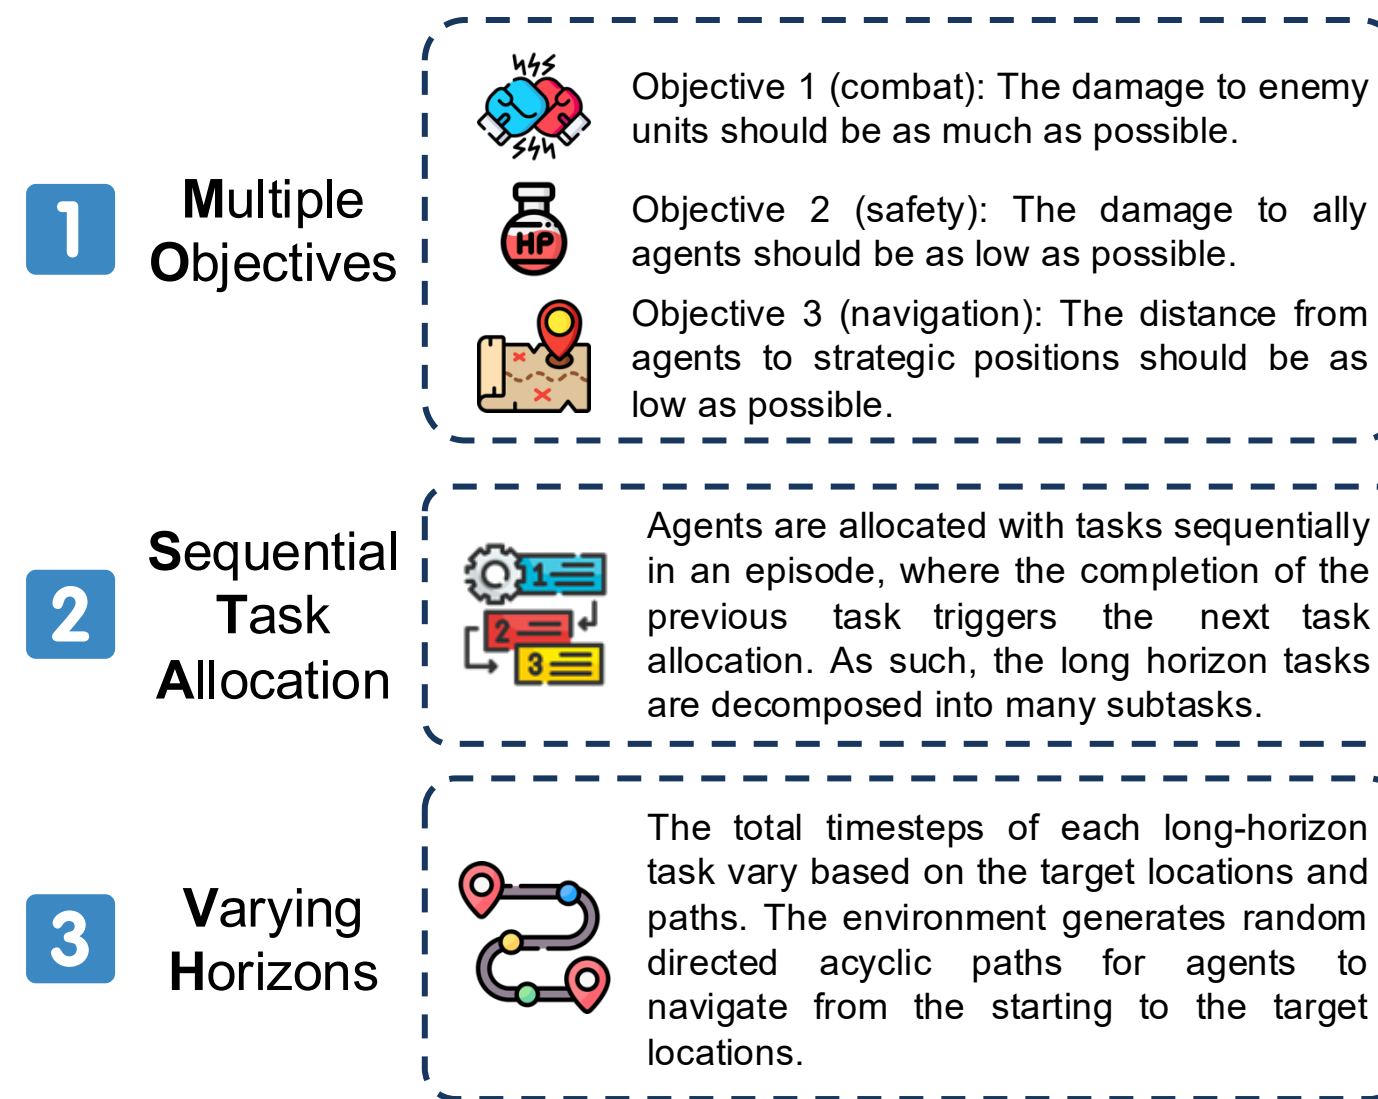 1
Multiple
Objectives
Objective 1 (combat): The damage to enemy
units should be as much as possible.
HP
Objective 2 (safety): The damage to ally
agents should be as low as possible.
Objective 3 (navigation): The distance from
agents to strategic positions should be as
low as possible.
2
Sequential
Task
Allocation
1
2
3
Agents are allocated with tasks sequentially
in an episode, where the completion of the
previous task triggers the next task
allocation. As such, the long horizon tasks
are decomposed into many subtasks.
3
Varying
Horizons
The total timesteps of each long-horizon
task vary based on the target locations and
paths. The environment generates random
directed acyclic paths for agents to
navigate from the starting to the target
locations.